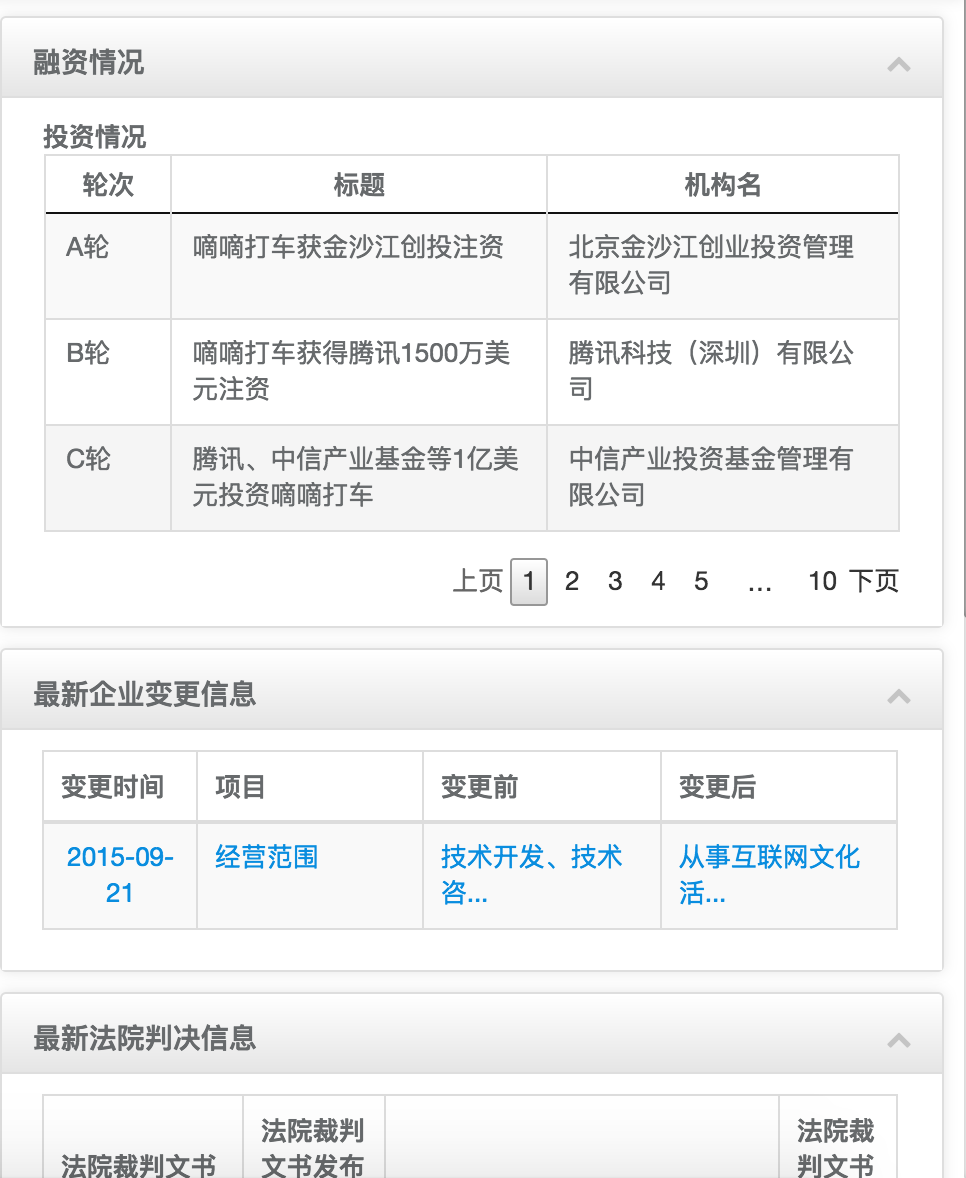 融资情况
投资情况
轮次 标题 机构名
A轮 嘀嘀打车获金沙江创投注资 北京金沙江创业投资管理
有限公司
B轮 嘀嘀打车获得腾讯1500万美 腾讯科技（深圳）有限公
元注资 司
C轮 腾讯、中信产业基金等1亿美 中信产业投资基金管理有
元投资嘀嘀打车 限公司
上页 1 2 3 4 5 ... 10 下页
最新企业变更信息
变更时间 项目 变更前 变更后
2015-09- 经营范围 技术开发、技术 从事互联网文化
21 咨... 活...
最新法院判决信息
法院裁判 法院裁
法院裁判文书 文书发布 判文书